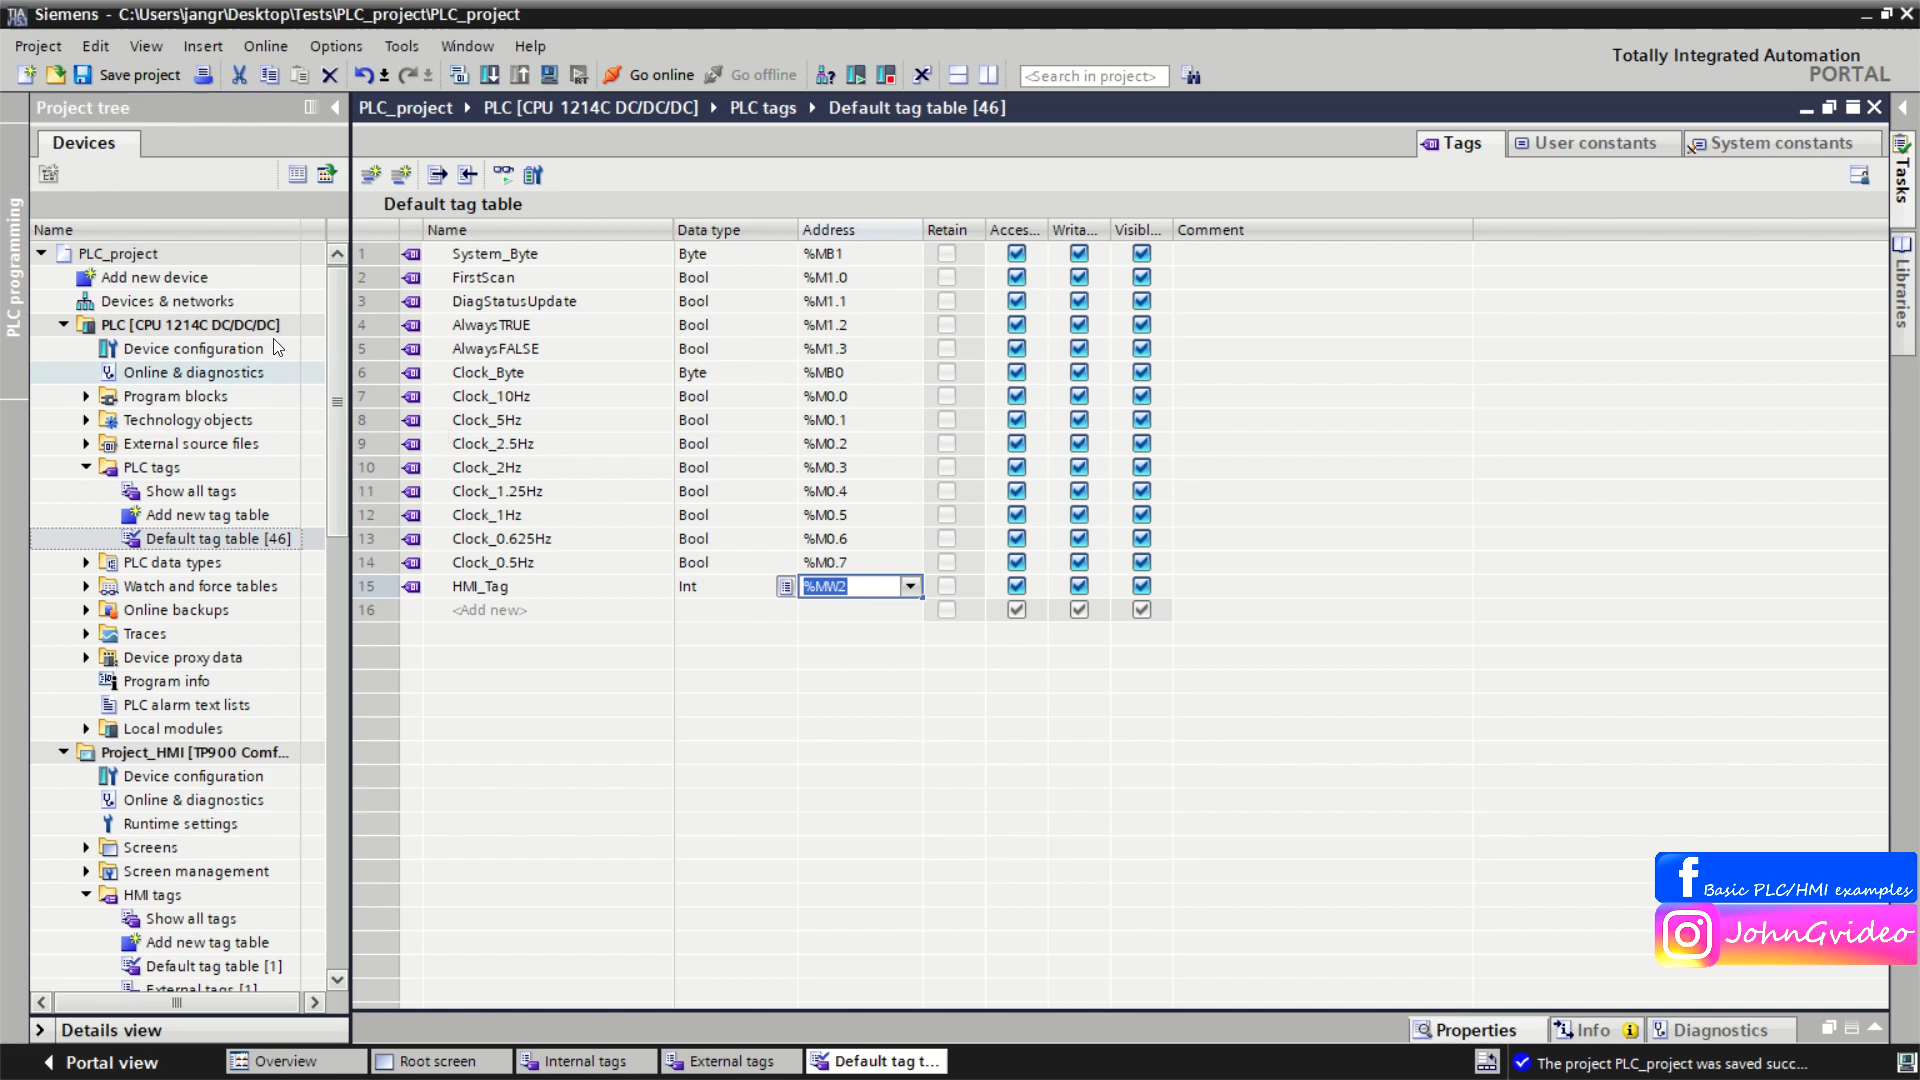 Siemens - C:\Users\jangr\Desktop\Tests\PLC_project\PLC_project
Project Edit View Insert Online Options Tools Window Help
Totally Integrated Automation
PORTAL
Save project Go online Go offline <Search in project>
Project tree
PLC_project PLC [CPU 1214C DC/DC/DC] PLC tags Default tag table [46]
Devices
Tags User constants System constants
Default tag table
PLC programming
Name
PLC_project
Add new device
Devices & networks
PLC [CPU 1214C DC/DC/DC]
Device configuration
Online & diagnostics
Program blocks
Technology objects
External source files
PLC tags
Show all tags
Add new tag table
Default tag table [46]
PLC data types
Watch and force tables
Online backups
Traces
Device proxy data
Program info
PLC alarm text lists
Local modules
Project_HMI [TP900 Comf...
Device configuration
Online & diagnostics
Runtime settings
Screens
Screen management
HMI tags
Show all tags
Add new tag table
Default tag table [1]
External tags [1]
Details view
Name Data type Address Retain Acces... Writa... Visibl... Comment
1 System_Byte Byte %MB1
2 FirstScan Bool %M1.0
3 DiagStatusUpdate Bool %M1.1
4 AlwaysTRUE Bool %M1.2
5 AlwaysFALSE Bool %M1.3
6 Clock_Byte Byte %MB0
7 Clock_10Hz Bool %M0.0
8 Clock_5Hz Bool %M0.1
9 Clock_2.5Hz Bool %M0.2
10 Clock_2Hz Bool %M0.3
11 Clock_1.25Hz Bool %M0.4
12 Clock_1Hz Bool %M0.5
13 Clock_0.625Hz Bool %M0.6
14 Clock_0.5Hz Bool %M0.7
15 HMI_Tag Int %MW2
16 <Add new>
Tasks
Libraries
f Basic PLC/HMI examples
JohnGvideo
Properties Info Diagnostics
Portal view Overview Root screen Internal tags External tags Default tag t... The project PLC_project was saved succ...